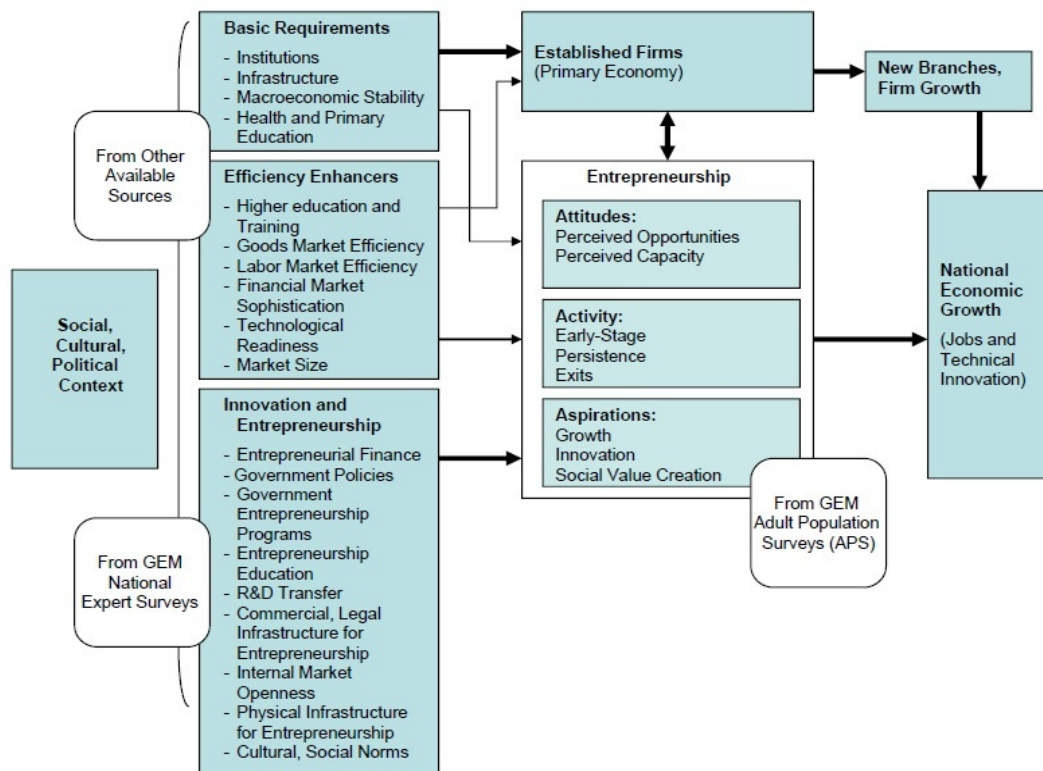 Social,
Cultural,
Political
Context
From Other
Available
Sources
From GEM
National
Expert Surveys
Basic Requirements
- Institutions
- Infrastructure
- Macroeconomic Stability
- Health and Primary
Education
Efficiency Enhancers
- Higher education and
Training
- Goods Market Efficiency
- Labor Market Efficiency
- Financial Market
Sophistication
- Technological
Readiness
- Market Size
Innovation and
Entrepreneurship
- Entrepreneurial Finance
- Government Policies
- Government
Entrepreneurship
Programs
- Entrepreneurship
Education
- R&D Transfer
- Commercial, Legal
Infrastructure for
Entrepreneurship
- Internal Market
Openness
- Physical Infrastructure
for Entrepreneurship
- Cultural, Social Norms
Established Firms
(Primary Economy)
Entrepreneurship
Attitudes:
Perceived Opportunities
Perceived Capacity
Activity:
Early-Stage
Persistence
Exits
Aspirations:
Growth
Innovation
Social Value Creation
From GEM
Adult Population
Surveys (APS)
New Branches,
Firm Growth
National
Economic
Growth
(Jobs and
Technical
Innovation)